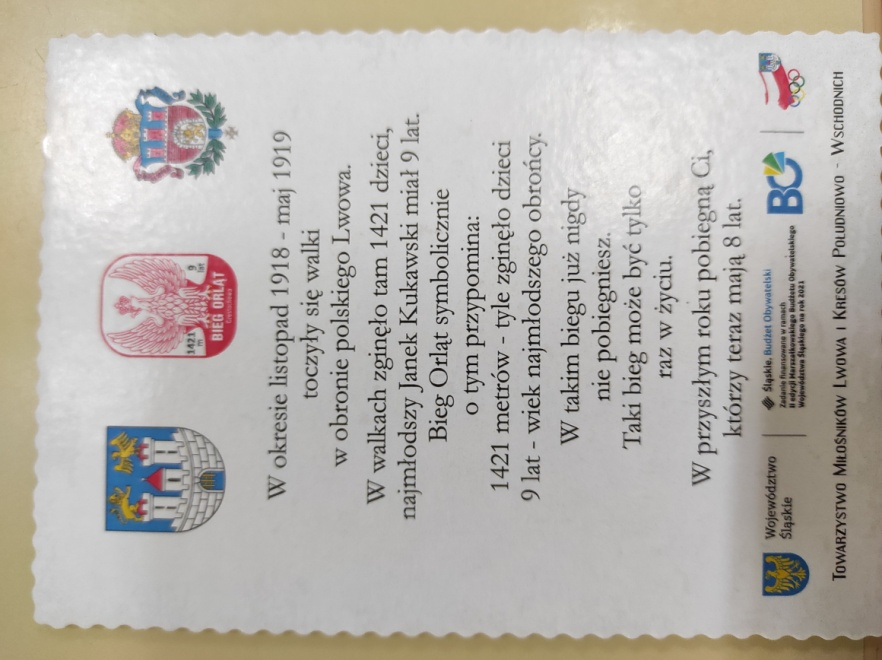 1421 m
9 lat
BIEG ORLĄT
Częstochowa
W okresie listopad 1918 - maj 1919
toczyły się walki
w obronie polskiego Lwowa.
W walkach zginęło tam 1421 dzieci,
najmłodszy Janek Kukawski miał 9 lat.
Bieg Orląt symbolicznie
o tym przypomina:
1421 metrów - tyle zginęło dzieci
9 lat - wiek najmłodszego obrońcy.
W takim biegu już nigdy
nie pobiegniesz.
Taki bieg może być tylko
raz w życiu.
W przyszłym roku pobiegną Ci,
którzy teraz mają 8 lat.
Województwo
Śląskie
Śląskie. Budżet Obywatelski
Zadanie finansowane w ramach
II edycji Marszałkowskiego Budżetu Obywatelskiego
Województwa Śląskiego na rok 2021
BO
TOWARZYSTWO MIŁOŚNIKÓW LWOWA I KRESÓW POŁUDNIOWO - WSCHODNICH